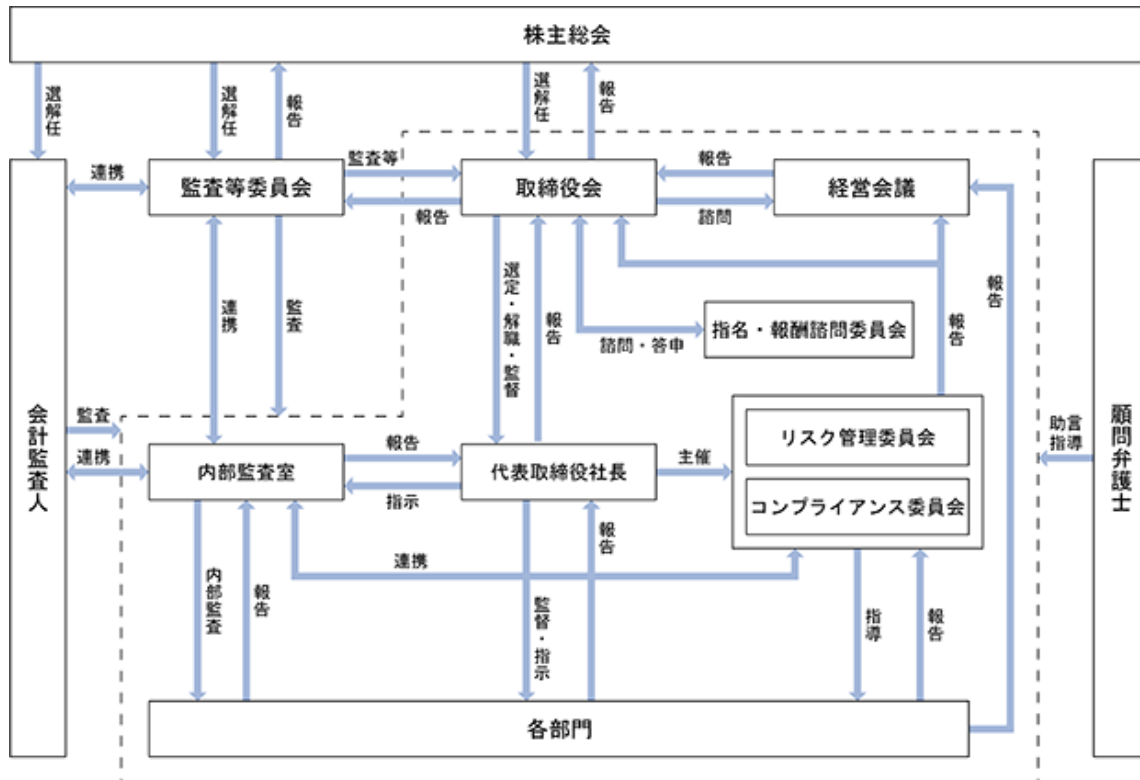 株主総会
選解任
選解任
報告
選解任
報告
連携
監査等委員会
監査等
報告
取締役会
報告
諮問
経営会議
連携
監査
選定・解職・監督
報告
諮問・答申
指名・報酬諮問委員会
報告
報告
会計監査人
監査
連携
内部監査室
報告
指示
代表取締役社長
主催
リスク管理委員会
コンプライアンス委員会
助言
指導
顧問弁護士
連携
内部監査
報告
監督・指示
報告
指導
報告
各部門